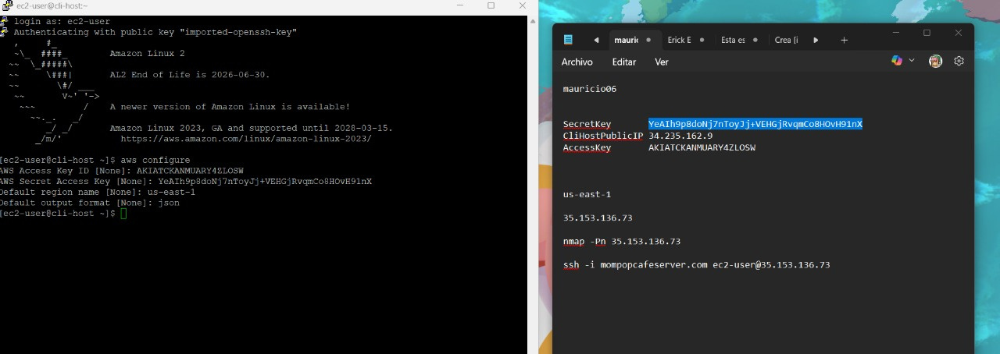 ec2-user@cli-host:~
login as: ec2-user
Authenticating with public key "imported-openssh-key"
Amazon Linux 2
AL2 End of Life is 2026-06-30.
A newer version of Amazon Linux is available!
Amazon Linux 2023, GA and supported until 2028-03-15.
https://aws.amazon.com/linux/amazon-linux-2023/
[ec2-user@cli-host ~]$ aws configure
AWS Access Key ID [None]: AKIATCKANMUARY4ZLOSW
AWS Secret Access Key [None]: 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
Default region name [None]: us-east-1
Default output format [None]: json
[ec2-user@cli-host ~]$
mauric Erick E Esta es Crea [i
Archivo Editar Ver
mauricio06
SecretKey YeAIh9p8doNj7nToyJj+VEHGjRvqmCo8HOvH91nX
CliHostPublicIP 34.235.162.9
AccessKey AKIATCKANMUARY4ZLOSW
us-east-1
35.153.136.73
nmap -Pn 35.153.136.73
ssh -i mompopcafeserver.com ec2-user@35.153.136.73